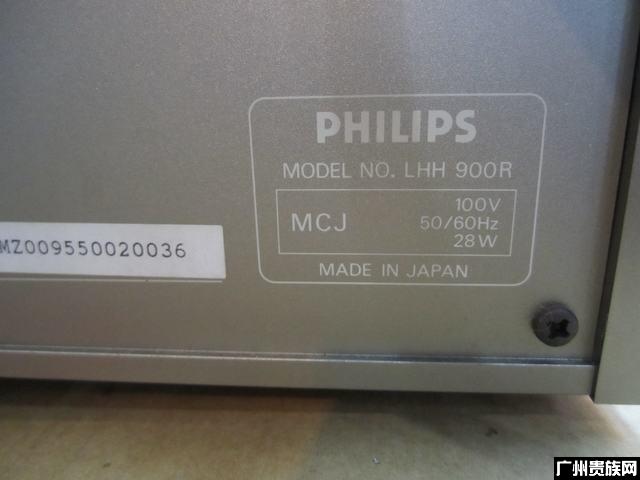 PHILIPS
MODEL NO. LHH 900R
MCJ
100V
50/60Hz
28W
MADE IN JAPAN
MZ009550020036
广州贵族网